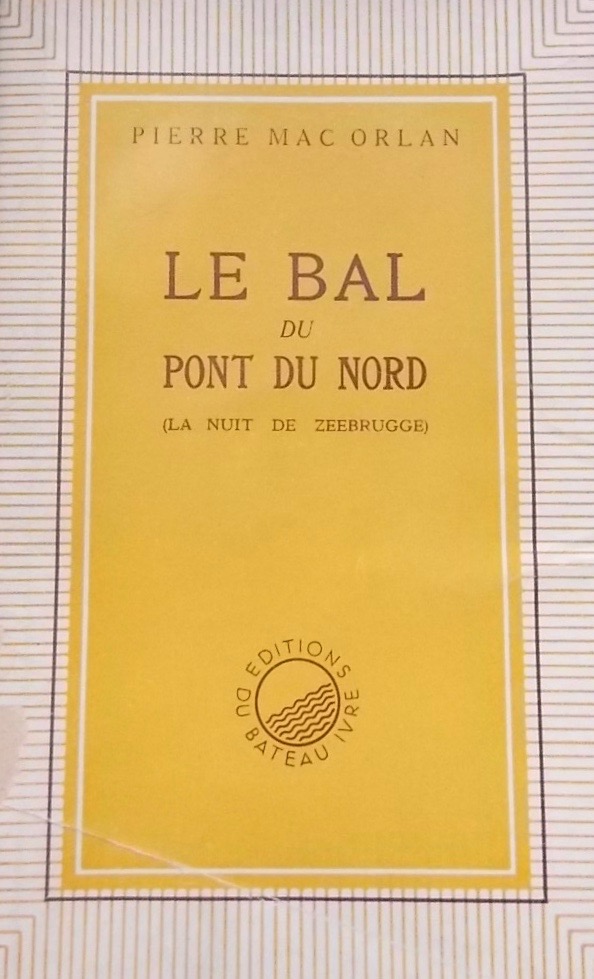 PIERRE MAC ORLAN
LE BAL
DU
PONT DU NORD
(LA NUIT DE ZEEBRUGGE)
EDITIONS
DU BATEAU IVRE